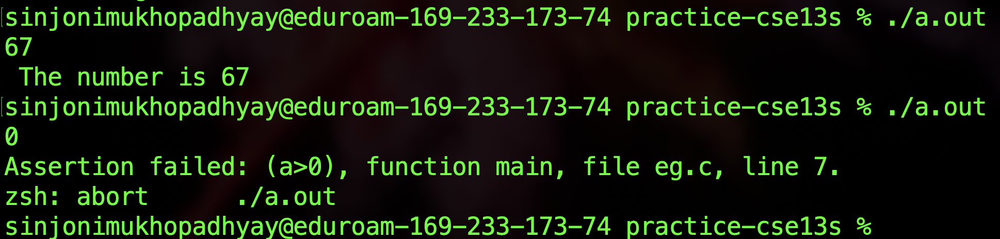 sinjonimukhopadhyay@eduroam-169-233-173-74 practice-cse13s % ./a.out
67
 The number is 67
sinjonimukhopadhyay@eduroam-169-233-173-74 practice-cse13s % ./a.out
0
Assertion failed: (a>0), function main, file eg.c, line 7.
zsh: abort      ./a.out
sinjonimukhopadhyay@eduroam-169-233-173-74 practice-cse13s %